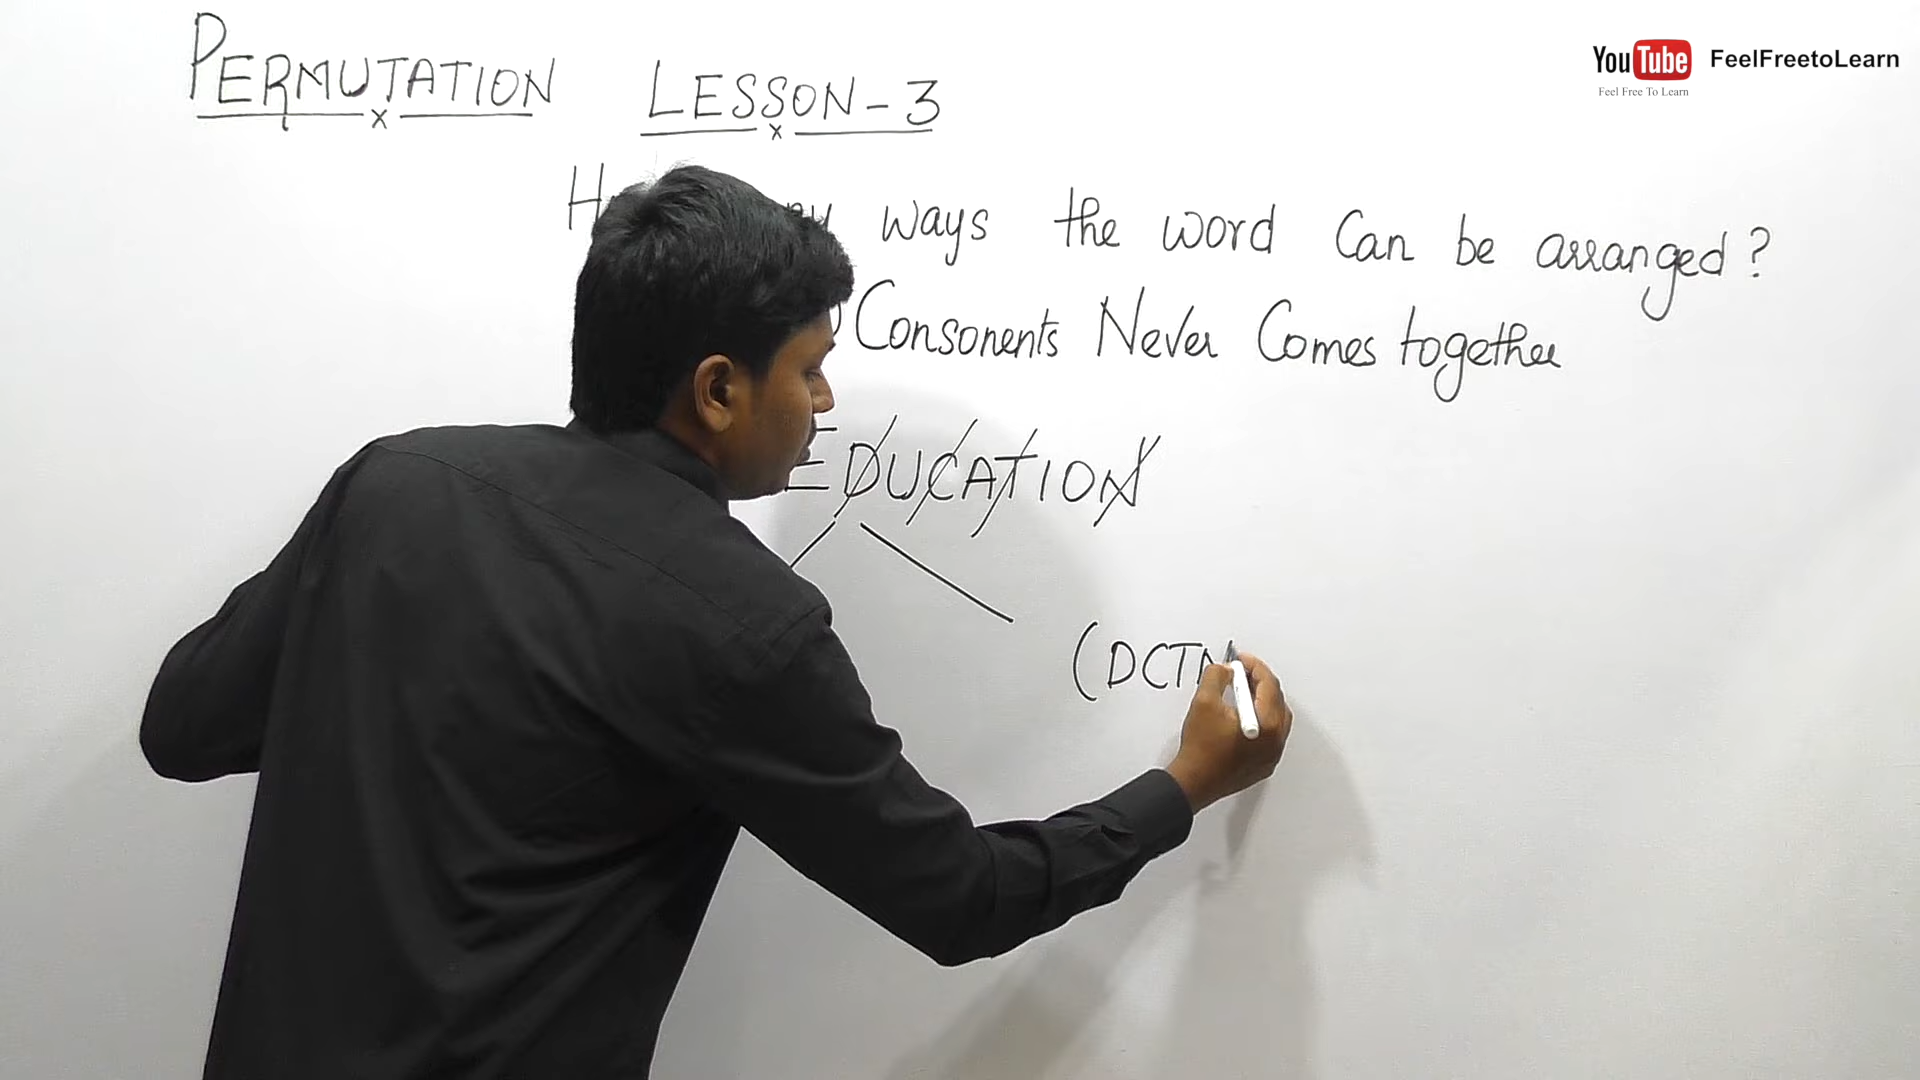 PERMUTATION LESSON-3
YouTube FeelFreetoLearn
Feel Free To Learn
ways the word Can be arranged?
Consonents Never Comes together
EDUCATION
(DCTN